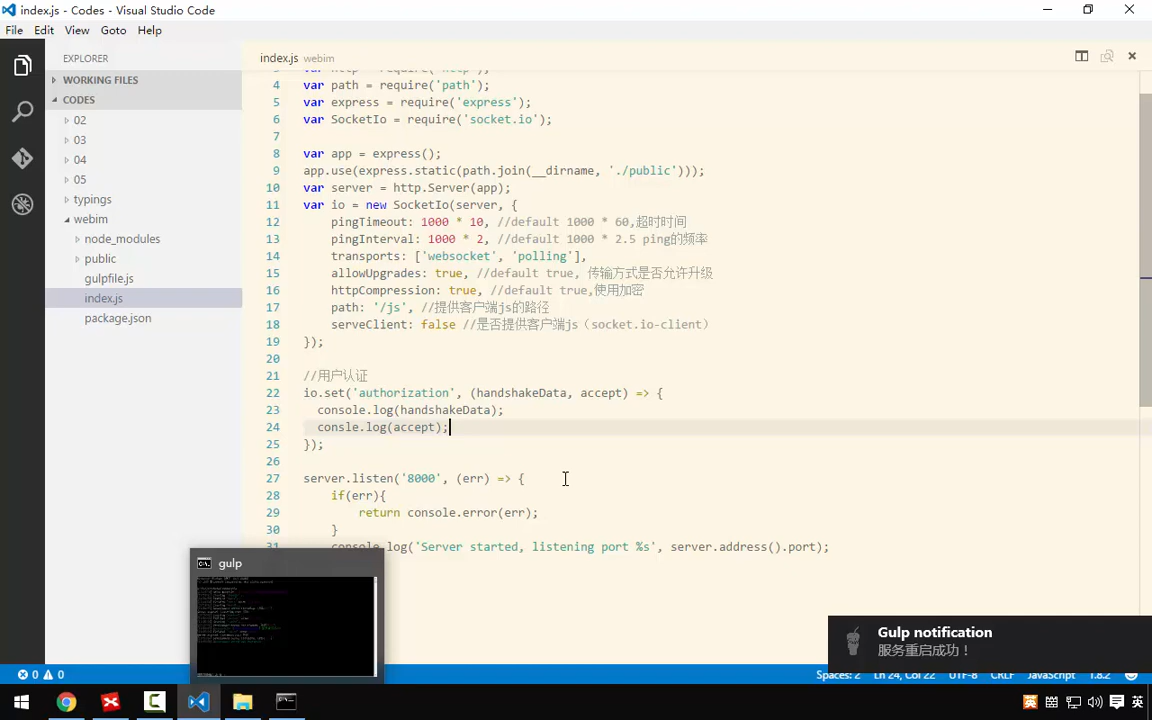 index.js - Codes - Visual Studio Code
File Edit View Goto Help
EXPLORER
WORKING FILES
CODES
02
03
04
05
typings
webim
node_modules
public
gulpfile.js
index.js
package.json
index.js webim
4 var path = require('path');
5 var express = require('express');
6 var SocketIo = require('socket.io');
7
8 var app = express();
9 app.use(express.static(path.join(__dirname, './public')));
10 var server = http.Server(app);
11 var io = new SocketIo(server, {
12 pingTimeout: 1000 * 10, //default 1000 * 60,超时时间
13 pingInterval: 1000 * 2, //default 1000 * 2.5 ping的频率
14 transports: ['websocket', 'polling'],
15 allowUpgrades: true, //default true, 传输方式是否允许升级
16 httpCompression: true, //default true,使用加密
17 path: '/js', //提供客户端js的路径
18 serveClient: false //是否提供客户端js（socket.io-client）
19 });
20
21 //用户认证
22 io.set('authorization', (handshakeData, accept) => {
23 console.log(handshakeData);
24 consle.log(accept);
25 });
26
27 server.listen('8000', (err) => {
28 if(err){
29 return console.error(err);
30 }
31 console.log('Server started, listening port %s', server.address().port);
gulp
Gulp notification
服务重启成功！
0 0
Spaces: 2 Ln 24, Col 22 UTF-8 CRLF JavaScript 1.8.2
英 英